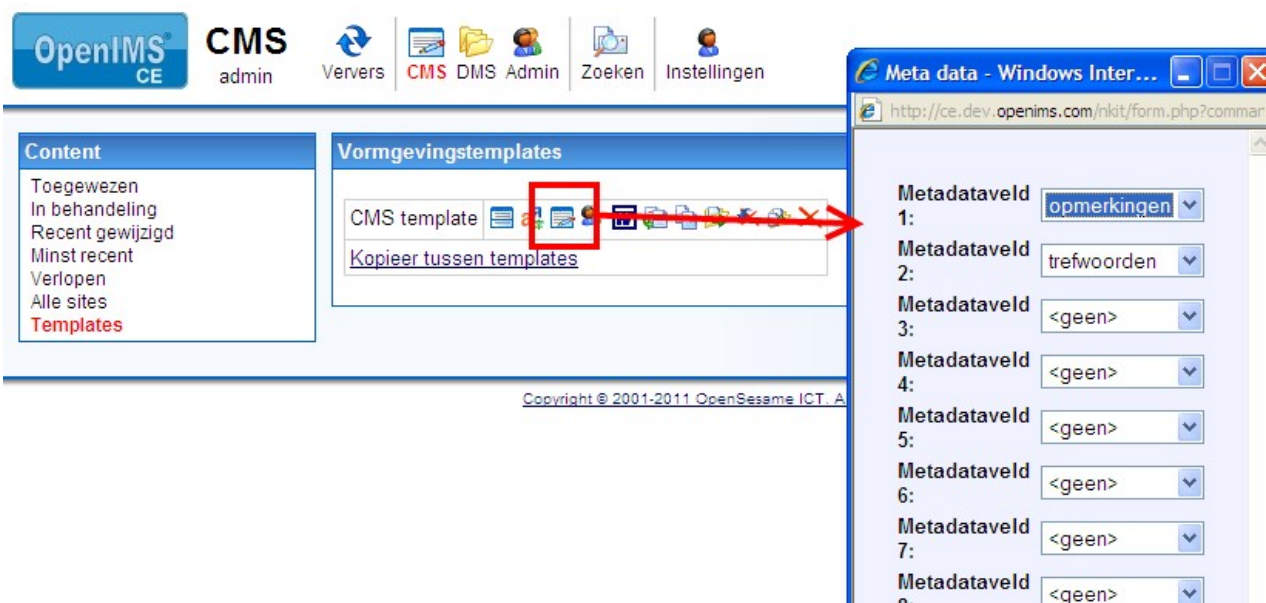 OpenIMS
CE
CMS
admin
Ververs
CMS DMS Admin
Zoeken
Instellingen
Content
Toegewezen
In behandeling
Recent gewijzigd
Minst recent
Verlopen
Alle sites
Templates
Vormgevingstemplates
CMS template
Kopieer tussen templates
Copyright © 2001-2011 OpenSesame ICT. A
Meta data - Windows Inter...
http://ce.dev.openims.com/nkit/form.php?commar
Metadataveld
1:
opmerkingen
Metadataveld
2:
trefwoorden
Metadataveld
3:
<geen>
Metadataveld
4:
<geen>
Metadataveld
5:
<geen>
Metadataveld
6:
<geen>
Metadataveld
7:
<geen>
Metadataveld
<geen>